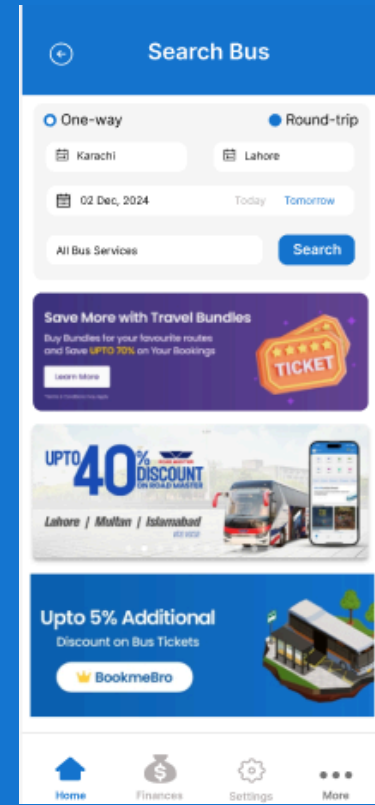 Search Bus
One-way
Round-trip
Karachi
Lahore
02 Dec, 2024
Today
Tomorrow
All Bus Services
Search
Save More with Travel Bundles
Buy Bundles for your favourite routes
and Save UPTO 70% on Your Bookings
Learn More
TICKET
UPTO 40% DISCOUNT
ON ROAD MASTER
Lahore | Multan | Islamabad
Upto 5% Additional
Discount on Bus Tickets
BookmeBro
Home
Finances
Settings
More